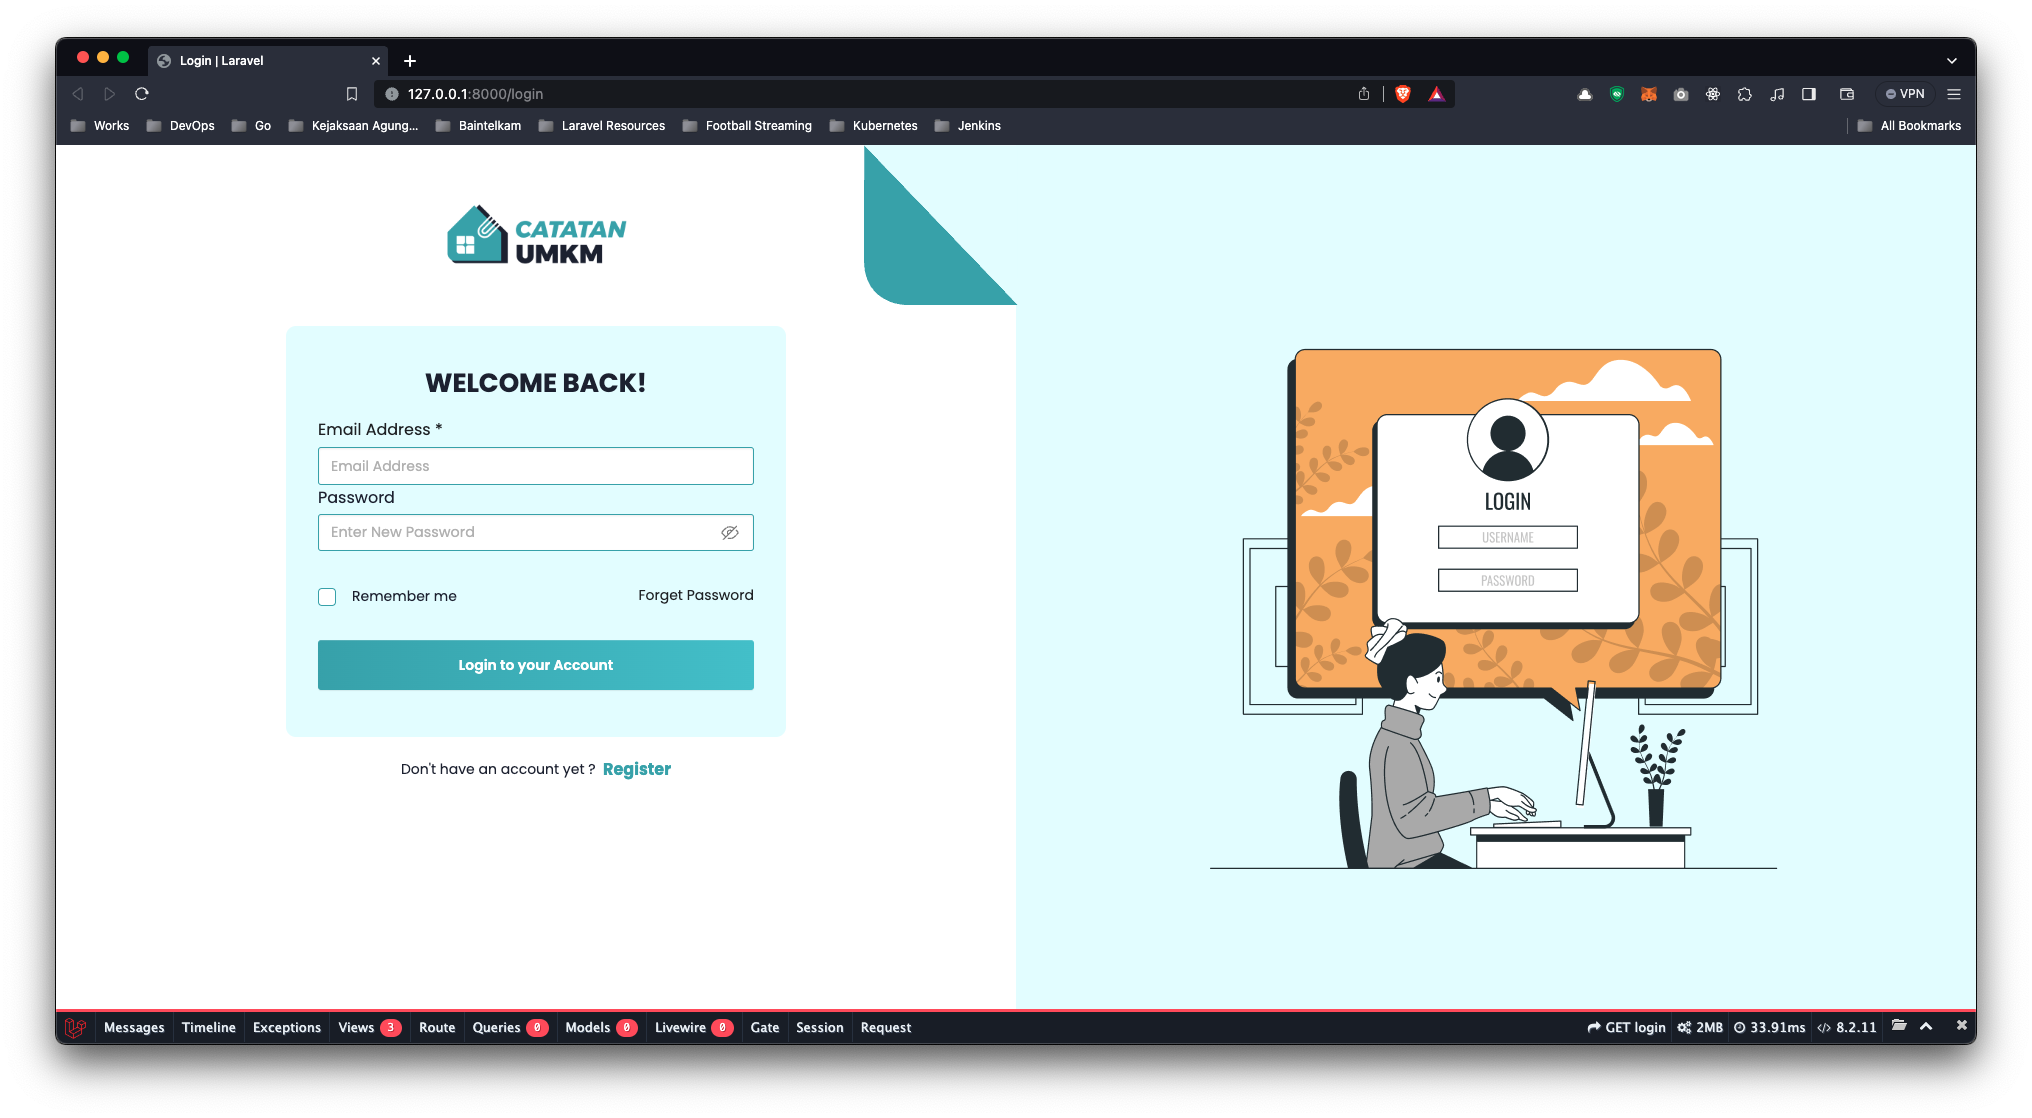 Login | Laravel
127.0.0.1:8000/login
VPN
Works
DevOps
Go
Kejaksaan Agung...
Baintelkam
Laravel Resources
Football Streaming
Kubernetes
Jenkins
All Bookmarks
CATATAN
UMKM
WELCOME BACK!
Email Address *
Email Address
Password
Enter New Password
Remember me
Forget Password
Login to your Account
Don't have an account yet ? Register
LOGIN
USERNAME
PASSWORD
Messages
Timeline
Exceptions
Views 3
Route
Queries 0
Models 0
Livewire 0
Gate
Session
Request
GET login
2MB
33.91ms
8.2.11